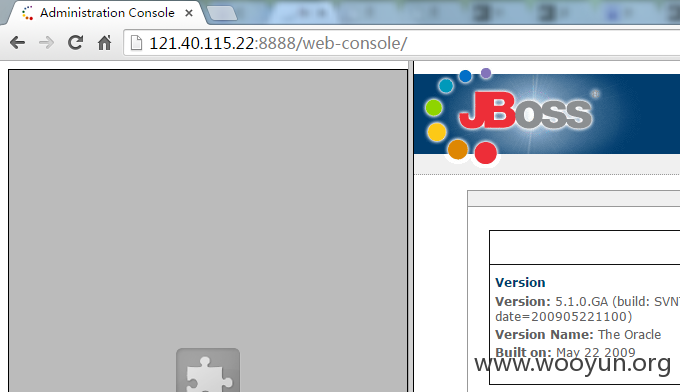 Administration Console
121.40.115.22:8888/web-console/
JBoss
Version
Version: 5.1.0.GA (build: SVN
date=200905221100)
Version Name: The Oracle
Built on: May 22 2009
www.wooyun.org